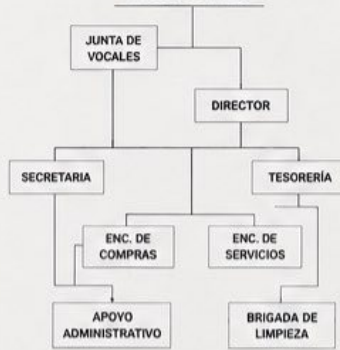 JUNTA DE
VOCALES
DIRECTOR
SECRETARIA
TESORERÍA
ENC. DE
COMPRAS
ENC. DE
SERVICIOS
APOYO
ADMINISTRATIVO
BRIGADA DE
LIMPIEZA